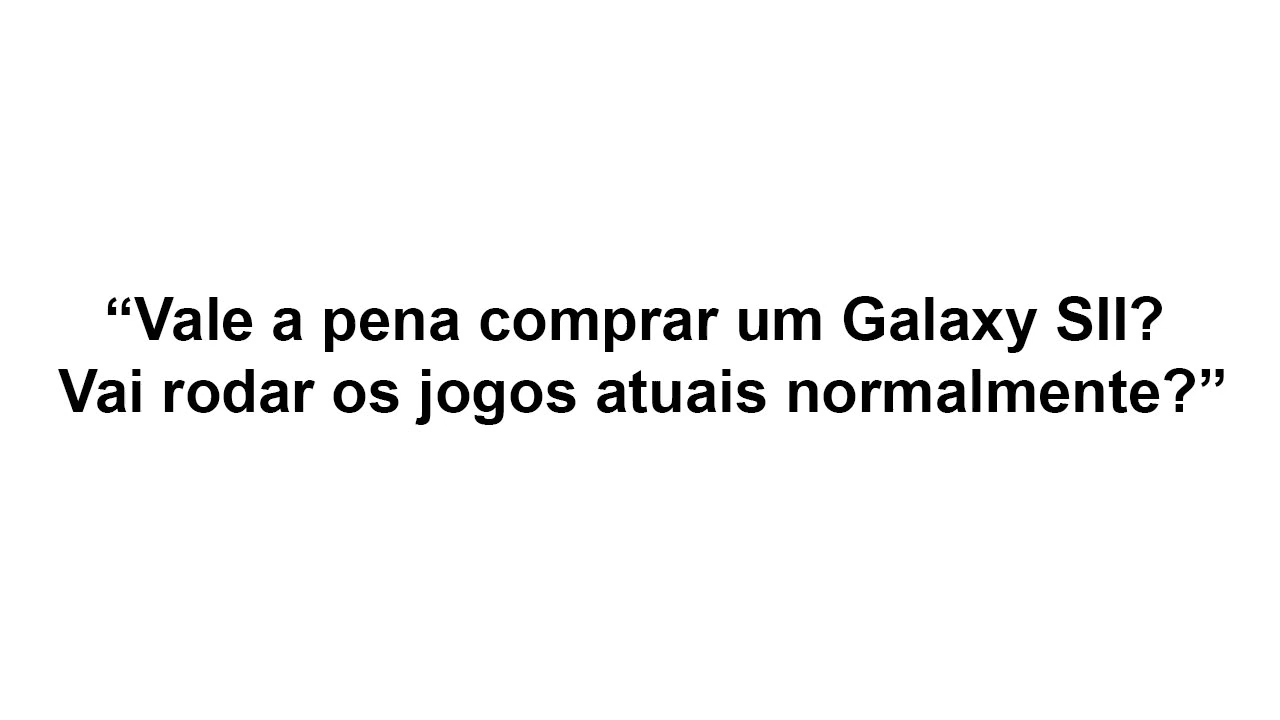 “Vale a pena comprar um Galaxy SII?
Vai rodar os jogos atuais normalmente?”